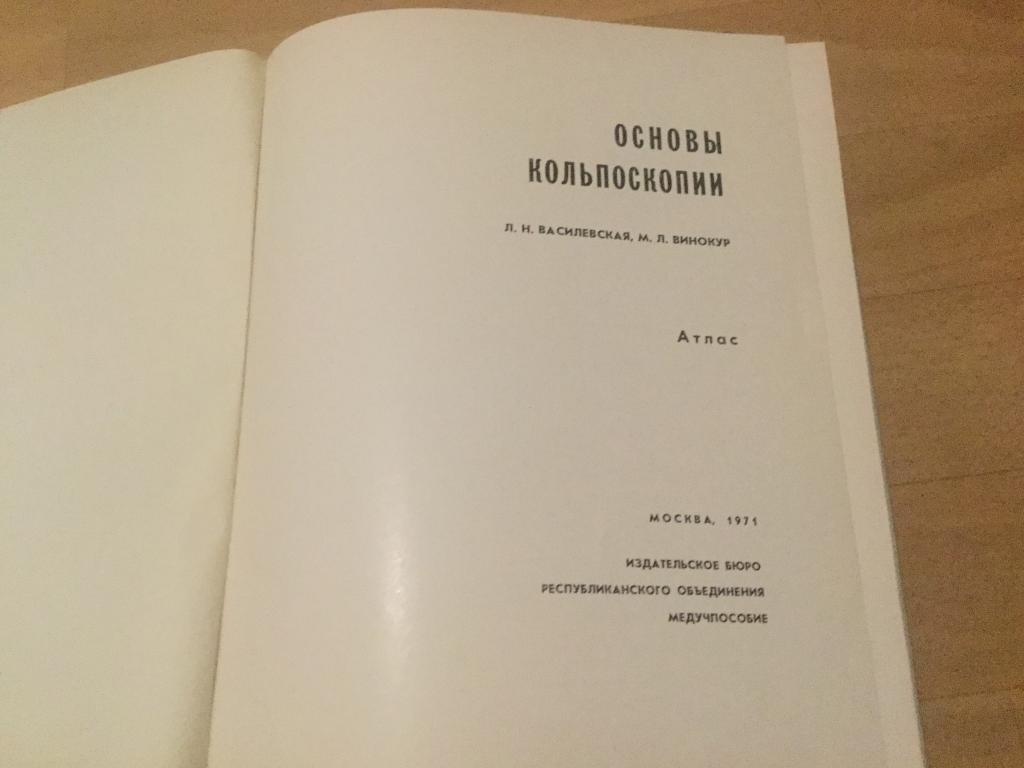 ОСНОВЫ
КОЛЬПОСКОПИИ
Л. Н. ВАСИЛЕВСКАЯ, М. Л. ВИНОКУР
Атлас
МОСКВА, 1971
ИЗДАТЕЛЬСКОЕ БЮРО
РЕСПУБЛИКАНСКОГО ОБЪЕДИНЕНИЯ
МЕДУЧПОСОБИЕ